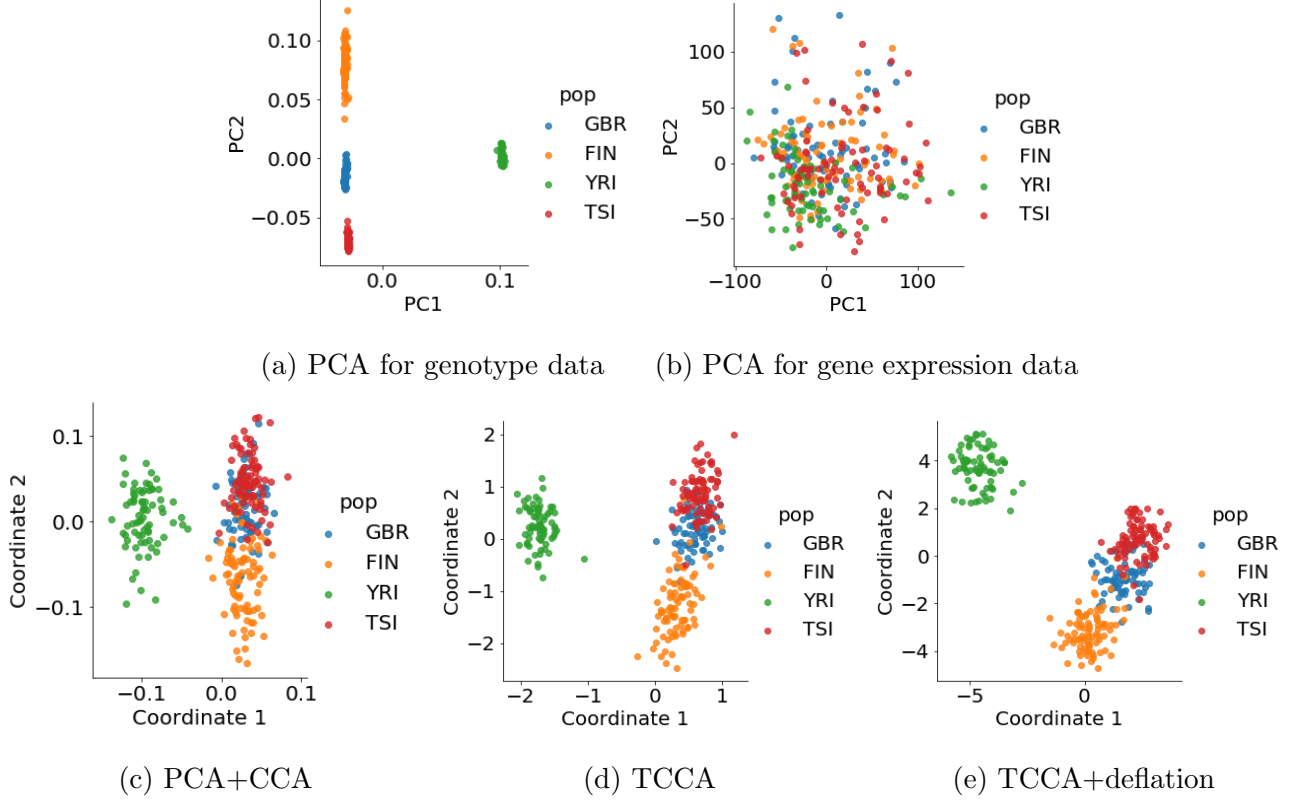 0.10
0.05
0.00
−0.05
PC2
0.0 0.1
PC1
pop
GBR
FIN
YRI
TSI
(a) PCA for genotype data
100
50
0
−50
PC2
−100 0 100
PC1
pop
GBR
FIN
YRI
TSI
(b) PCA for gene expression data
0.1
0.0
−0.1
Coordinate 2
−0.1 0.0 0.1
Coordinate 1
pop
GBR
FIN
YRI
TSI
(c) PCA+CCA
2
1
0
−1
−2
Coordinate 2
−2 −1 0 1
Coordinate 1
pop
GBR
FIN
YRI
TSI
(d) TCCA
4
2
0
−2
−4
Coordinate 2
−5 0
Coordinate 1
pop
GBR
FIN
YRI
TSI
(e) TCCA+deflation